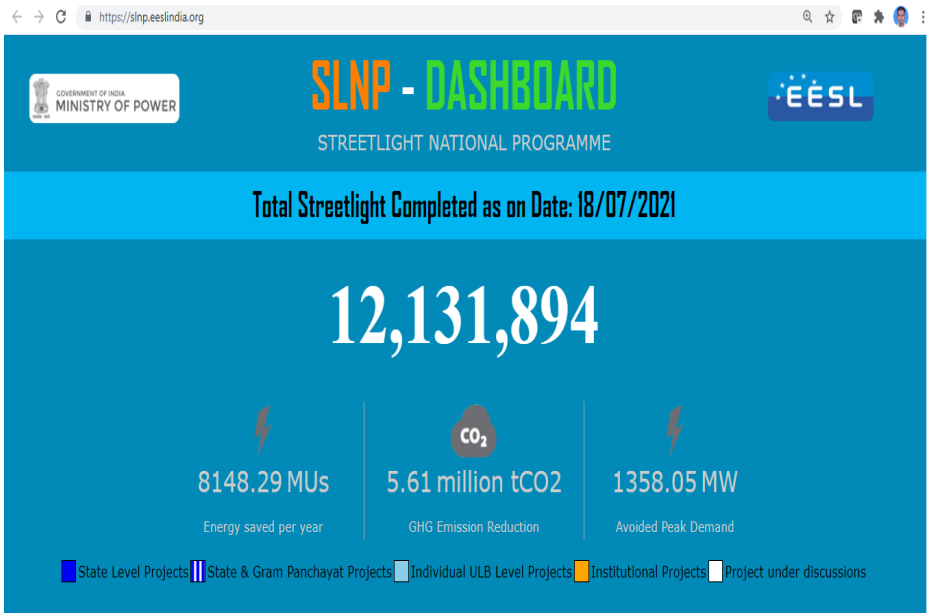 https://slnp.eeslindia.org
GOVERNMENT OF INDIA
MINISTRY OF POWER
SLNP - DASHBOARD
EESL
STREETLIGHT NATIONAL PROGRAMME
Total Streetlight Completed as on Date: 18/07/2021
12,131,894
CO2
8148.29 MUs
5.61 million tCO2
1358.05 MW
Energy saved per year
GHG Emission Reduction
Avoided Peak Demand
State Level Projects State & Gram Panchayat Projects Individual ULB Level Projects Institutional Projects Project under discussions